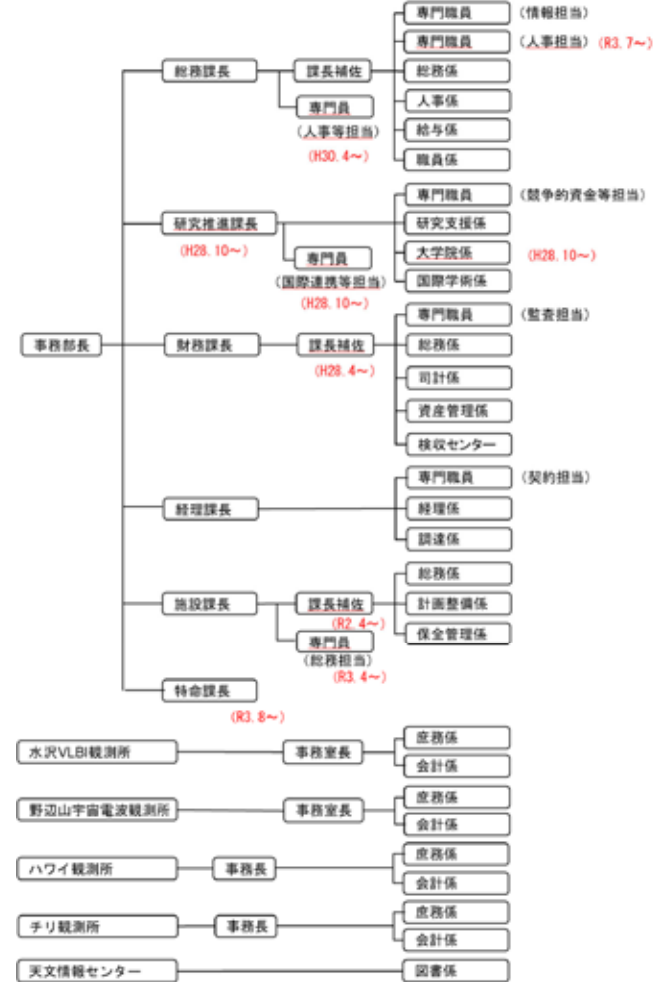 専門職員 (情報担当)
専門職員 (人事担当) (R3.7~)
総務課長 課長補佐 総務係
人事係
専門員
(人事等担当)
(H30.4~)
給与係
職員係
専門職員 (競争的資金等担当)
研究推進課長 研究支援係
(H28.10~)
専門員
(国際連携等担当)
(H28.10~)
大学院係 (H28.10~)
国際学術係
専門職員 (監査担当)
事務部長 財務課長 課長補佐 総務係
(H28.4~)
司計係
資産管理係
検収センター
専門職員 (契約担当)
経理課長 経理係
調達係
総務係
施設課長 課長補佐 計画整備係
(R2.4~)
専門員
(総務担当)
(R3.4~)
保全管理係
特命課長
(R3.8~)
水沢VLBI観測所 事務室長 庶務係
会計係
野辺山宇宙電波観測所 事務室長 庶務係
会計係
ハワイ観測所 事務長 庶務係
会計係
チリ観測所 事務長 庶務係
会計係
天文情報センター 図書係